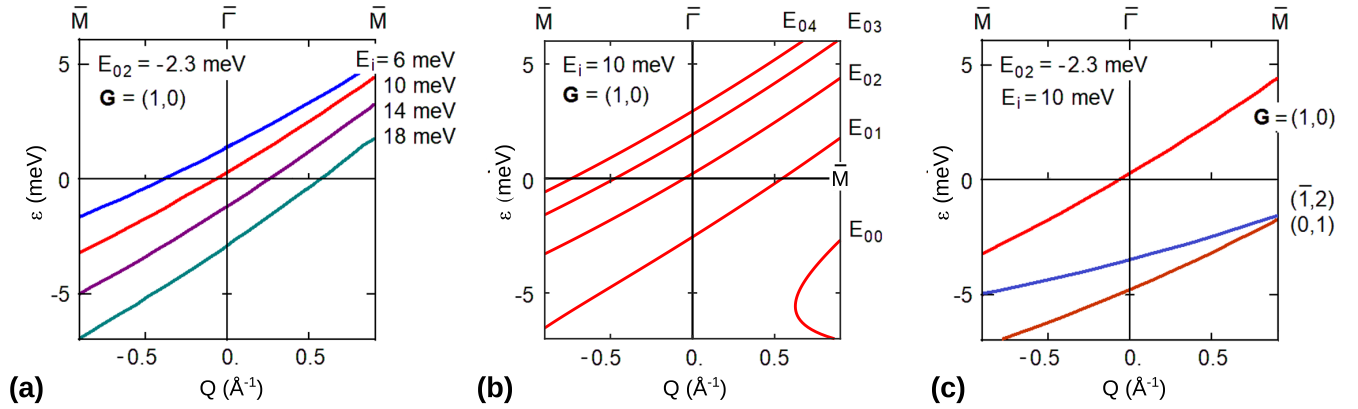 M̅ Γ̅ M̅
E₀₂ = -2.3 meV
G = (1,0)
Eᵢ = 6 meV
10 meV
14 meV
18 meV
5
0
-5
ε (meV)
-0.5 0. 0.5
Q (Å⁻¹)
(a)
M̅ Γ̅ E₀₄ E₀₃
Eᵢ = 10 meV
G = (1,0)
E₀₂
E₀₁
M̅
E₀₀
5
0
-5
ε (meV)
-0.5 0. 0.5
Q (Å⁻¹)
(b)
M̅ Γ̅ M̅
E₀₂ = -2.3 meV
Eᵢ = 10 meV
G = (1,0)
(1̅,2)
(0,1)
5
0
-5
ε (meV)
-0.5 0. 0.5
Q (Å⁻¹)
(c)